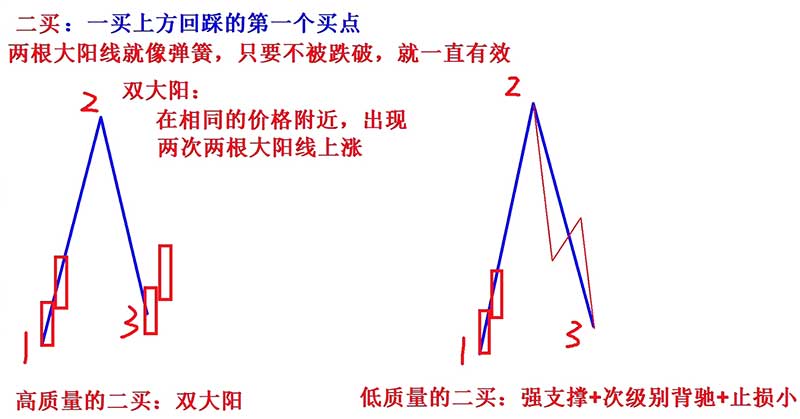 二买：一买上方回踩的第一个买点
两根大阳线就像弹簧，只要不被跌破，就一直有效
双大阳：
在相同的价格附近，出现
两次两根大阳线上涨
2
1
3
2
1
3
高质量的二买：双大阳
低质量的二买：强支撑+次级别背驰+止损小